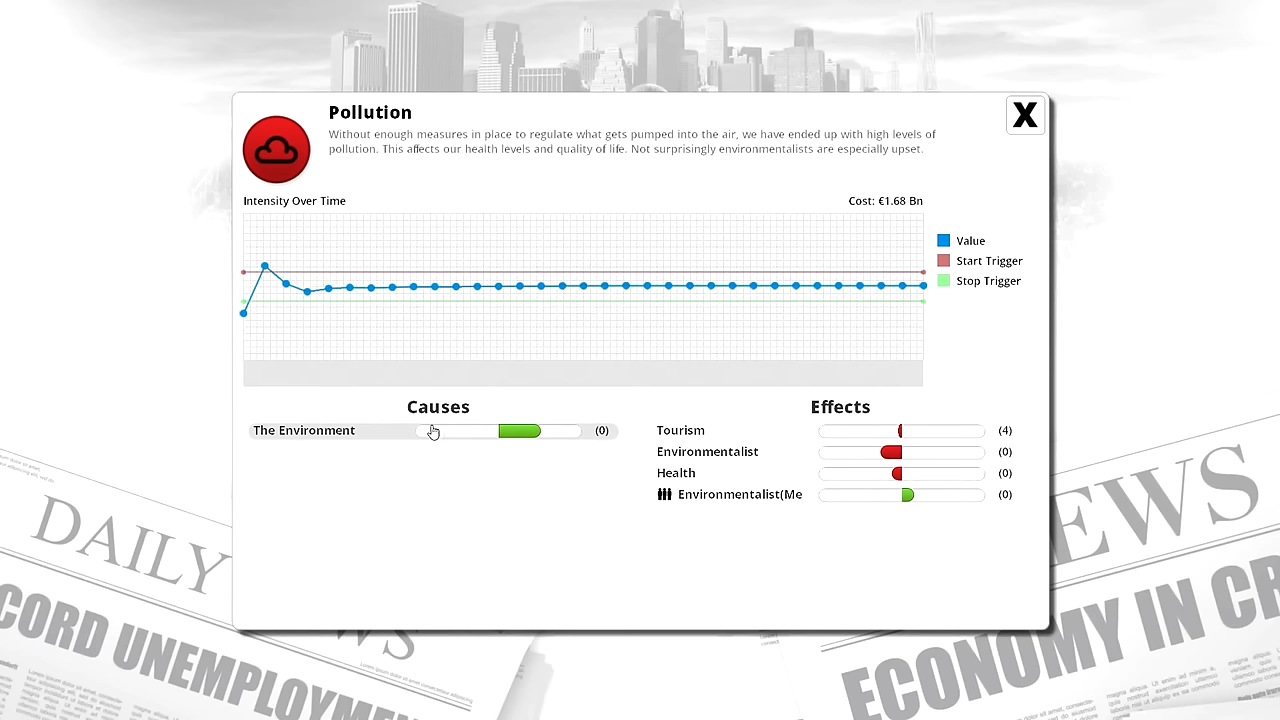 Pollution
X
Without enough measures in place to regulate what gets pumped into the air, we have ended up with high levels of
pollution. This affects our health levels and quality of life. Not surprisingly environmentalists are especially upset.
Intensity Over Time
Cost: €1.68 Bn
Value
Start Trigger
Stop Trigger
Causes
Effects
The Environment
(0)
Tourism
(4)
Environmentalist
(0)
Health
(0)
Environmentalist(Me
(0)
DAILY
WS
EWS
CORD UNEMPLOYME
ECONOMY IN CR